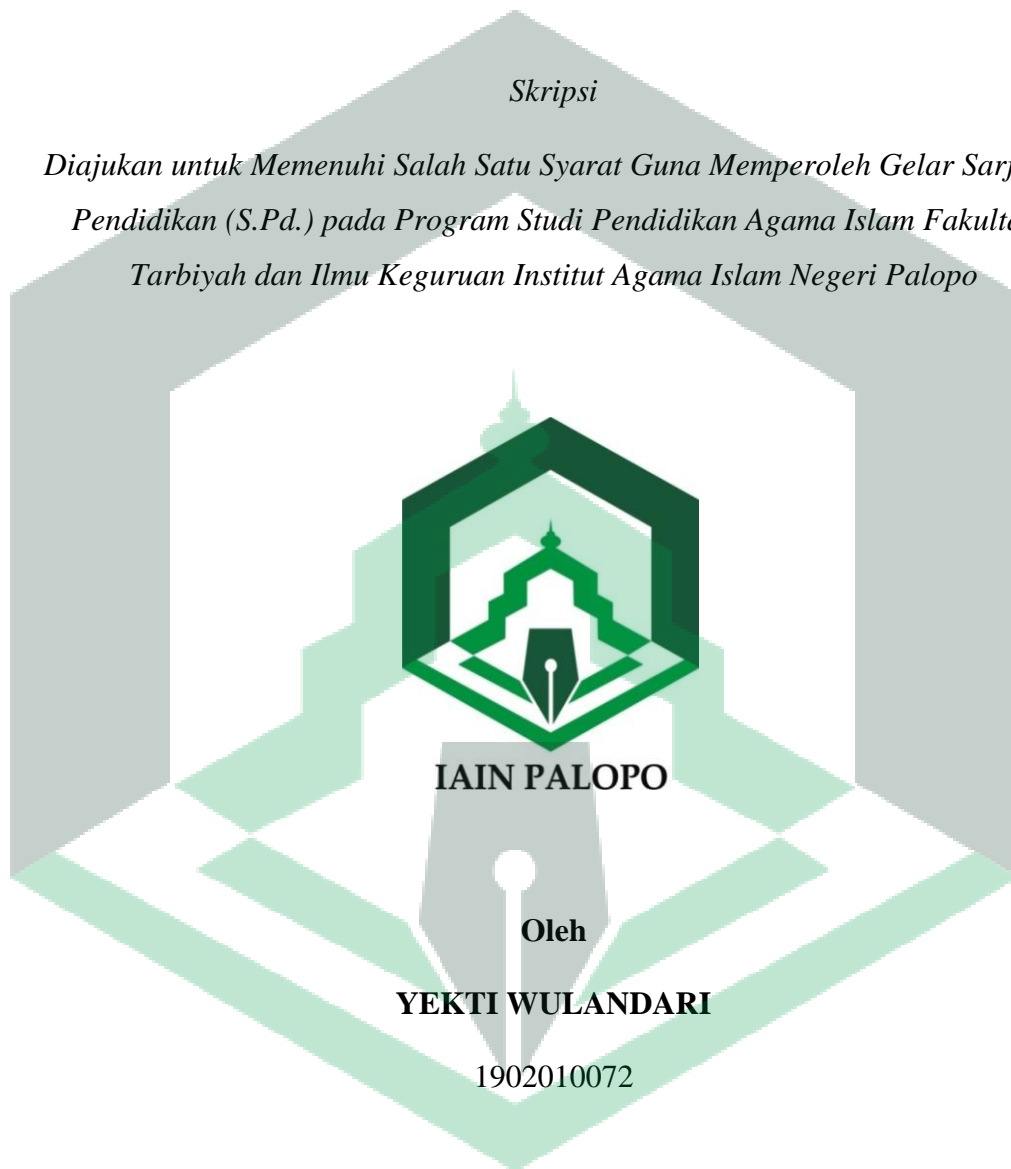 Skripsi
Diajukan untuk Memenuhi Salah Satu Syarat Guna Memperoleh Gelar
Pendidikan (S.Pd.) pada Program Studi Pendidikan Agama Islam
Tarbiyah dan Ilmu Keguruan Institut Agama Islam Negeri Palopo
IAIN PALOPO
Oleh
YEKTI WULANDARI
1902010072